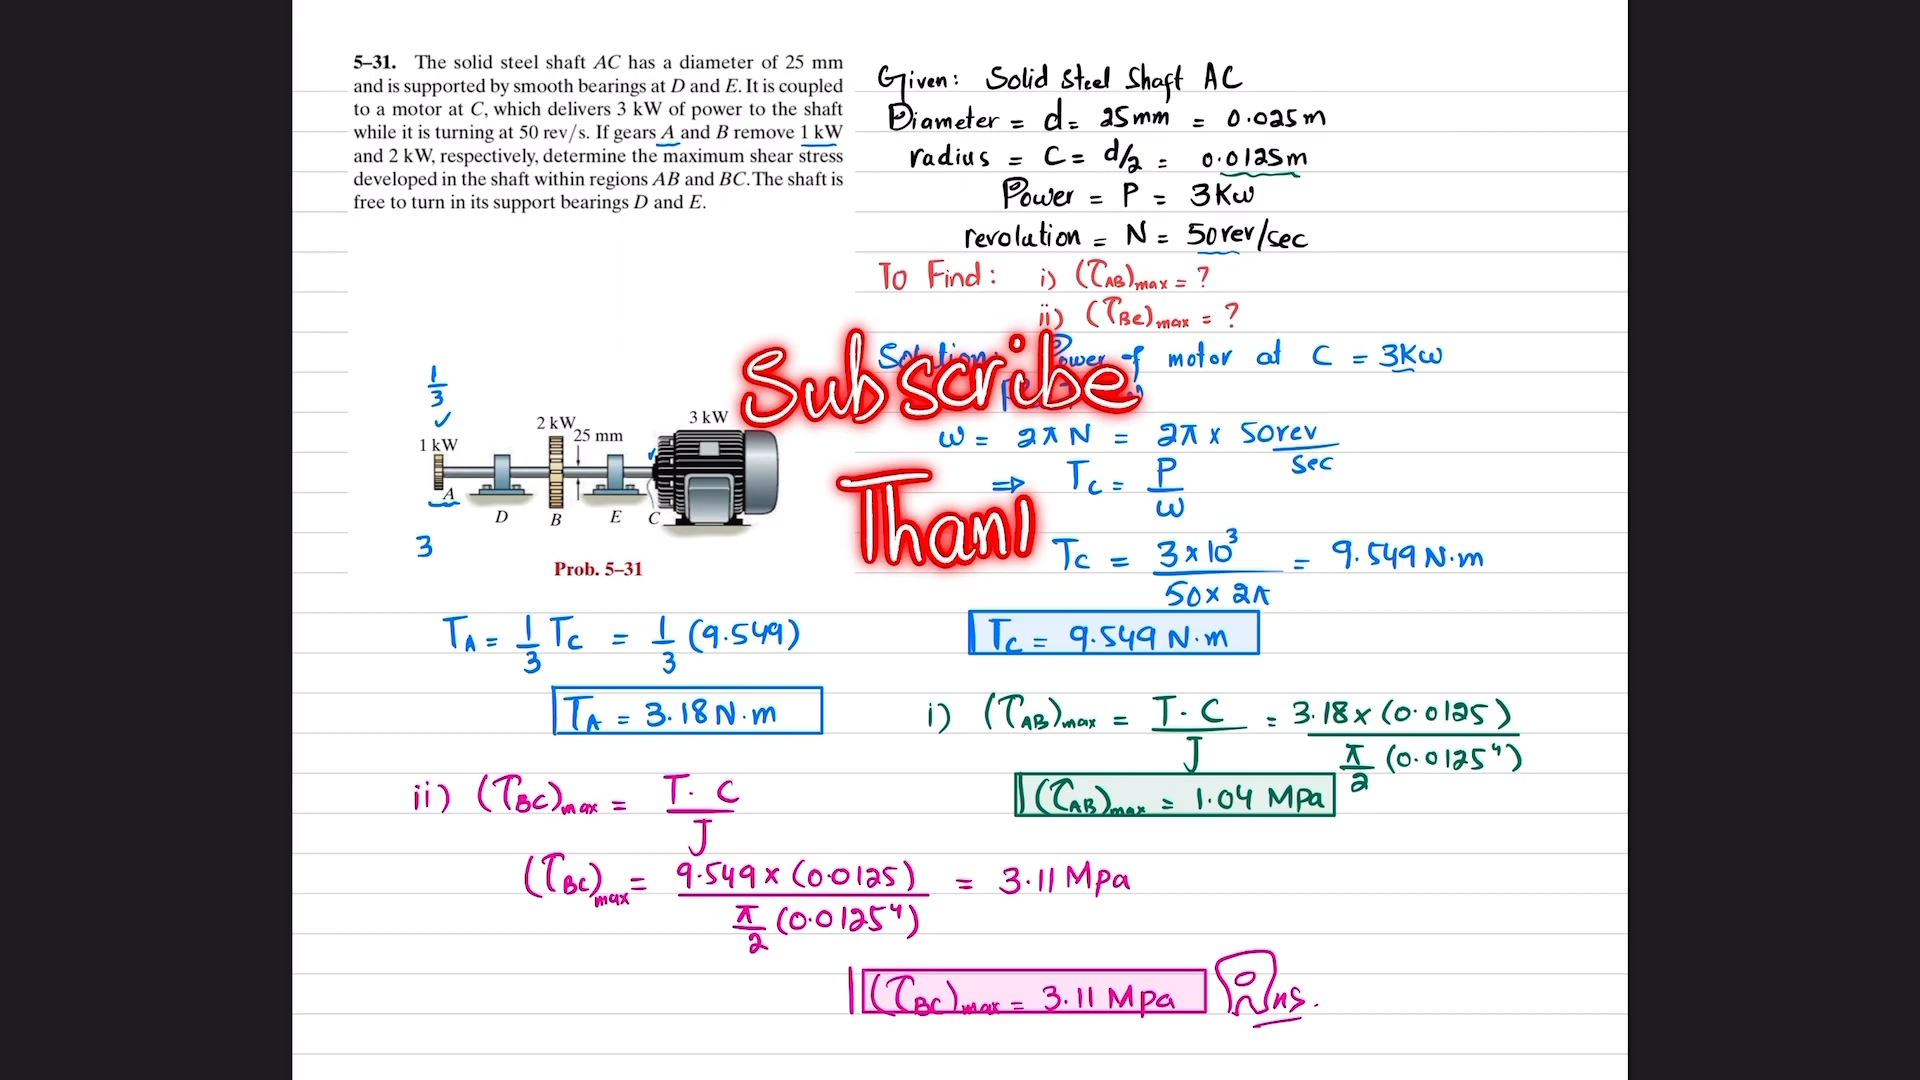 5–31. The solid steel shaft AC has a diameter of 25 mm
and is supported by smooth bearings at D and E. It is coupled
to a motor at C, which delivers 3 kW of power to the shaft
while it is turning at 50 rev/s. If gears A and B remove 1 kW
and 2 kW, respectively, determine the maximum shear stress
developed in the shaft within regions AB and BC. The shaft is
free to turn in its support bearings D and E.
Given: Solid Steel Shaft AC
Diameter = d = 25mm = 0.025m
radius = C = d/2 = 0.0125m
Power = P = 3Kw
revolution = N = 50rev/sec
To Find: i) (τAB)max = ?
ii) (τBC)max = ?
Solution: Power of motor at C = 3Kw
ω = 2πN = 2π × 50rev/sec
⇒ Tc = P/ω
Tc = 3×10³/50×2π = 9.549 N.m
Tc = 9.549 N.m
Subscribe
Than
1/3
✓
1 kW
2 kW
25 mm
3 kW
A
D
B
E
C
3
Prob. 5–31
TA = 1/3 Tc = 1/3 (9.549)
TA = 3.18 N.m
i) (τAB)max = T.C/J = 3.18×(0.0125)/π/2 (0.0125⁴)
(τAB)max = 1.04 MPa
ii) (τBC)max = T.C/J
(τBC)max = 9.549×(0.0125)/π/2 (0.0125⁴) = 3.11 MPa
(τBC)max = 3.11 MPa Ans.